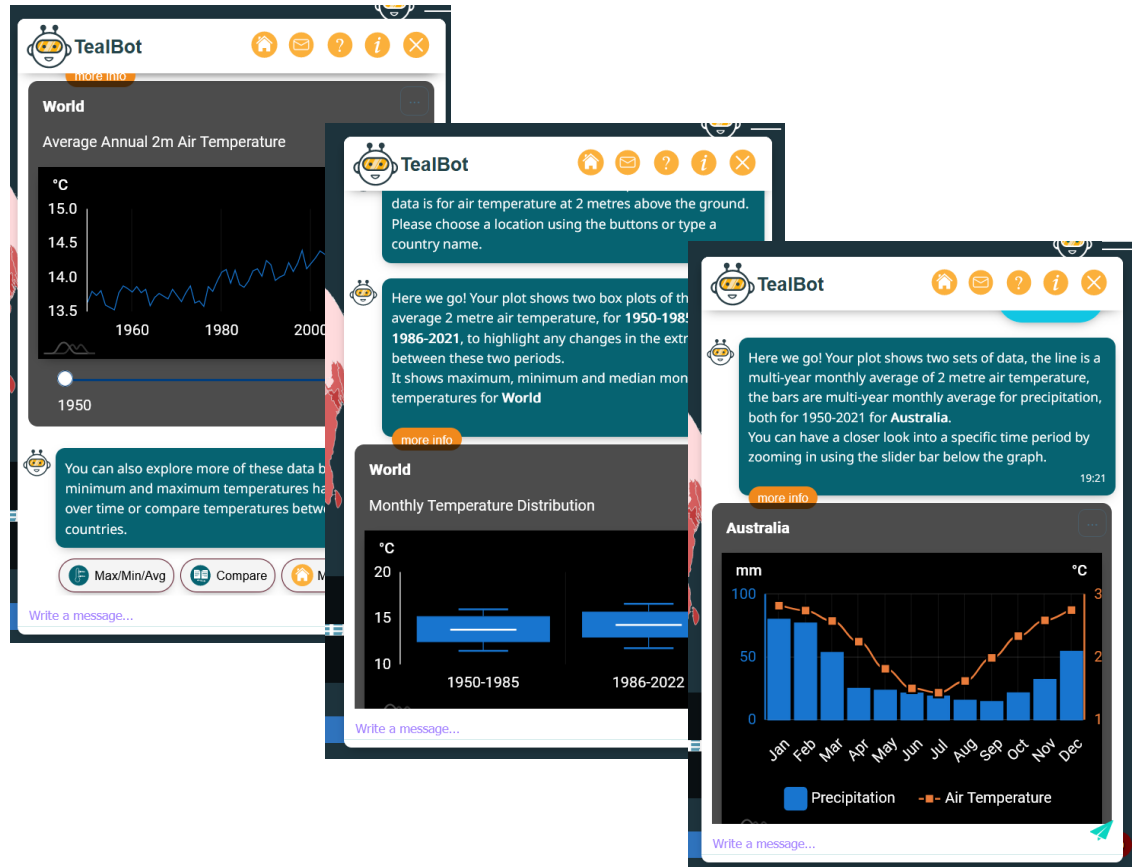 TealBot
more info
World
...
Average Annual 2m Air Temperature
°C
15.0
14.5
14.0
13.5
1960
1980
2000
1950
You can also explore more of these data b
minimum and maximum temperatures ha
over time or compare temperatures betwe
countries.
Max/Min/Avg
Compare
M
Write a message...
TealBot
data is for air temperature at 2 metres above the ground.
Please choose a location using the buttons or type a
country name.
Here we go! Your plot shows two box plots of th
average 2 metre air temperature, for 1950-1985
1986-2021, to highlight any changes in the extr
between these two periods.
It shows maximum, minimum and median mon
temperatures for World
more info
World
Monthly Temperature Distribution
°C
20
15
10
1950-1985
1986-2022
Write a message...
TealBot
Here we go! Your plot shows two sets of data, the line is a
multi-year monthly average of 2 metre air temperature,
the bars are multi-year monthly average for precipitation,
both for 1950-2021 for Australia.
You can have a closer look into a specific time period by
zooming in using the slider bar below the graph.
19:21
more info
Australia
...
mm
°C
100
50
0
3
2
1
Jan Feb Mar Apr May Jun Jul Aug Sep Oct Nov Dec
Precipitation
Air Temperature
Write a message...